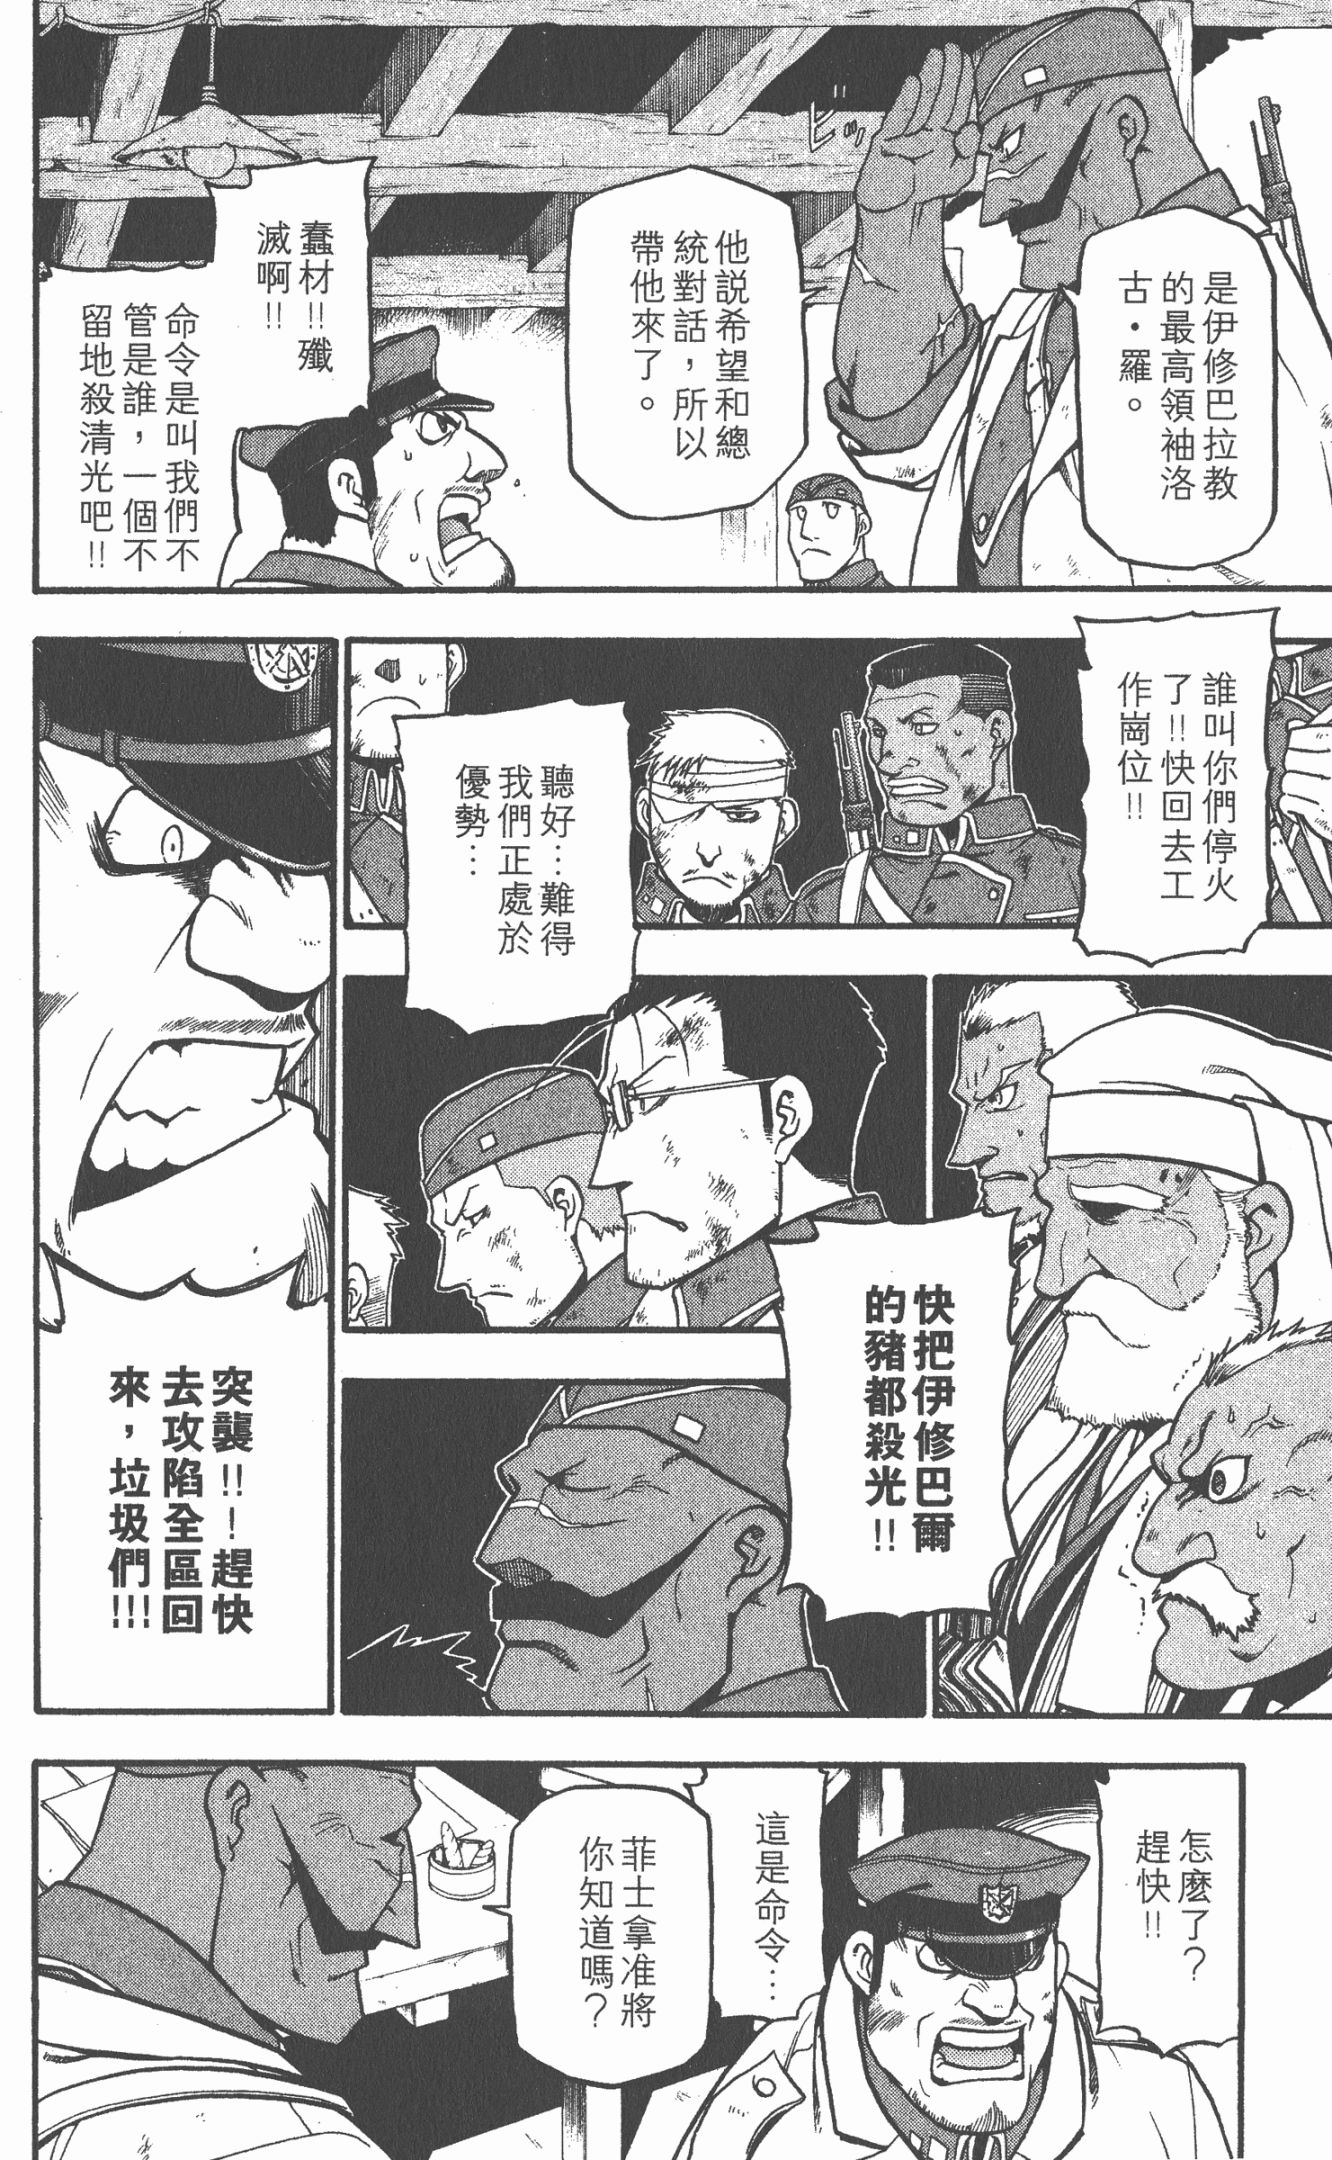 是伊修巴拉教
的最高領袖洛
古・羅。
ビッ
他說希望和總
統對話，所以
帶他來了。
蠢材!!殲
滅啊!!
命令是叫我們不
管是誰，一個不
留地殺清光吧!!
誰叫你們停火
了!!快回去工
作崗位!!
聽好…難得
我們正處於
優勢…
快把伊修巴爾
的豬都殺光!!
突襲!!！趕快
去攻陷全區回
來，垃圾們!!!
怎麼了？
趕快!!
這是命令…
菲士拿准將
你知道嗎？